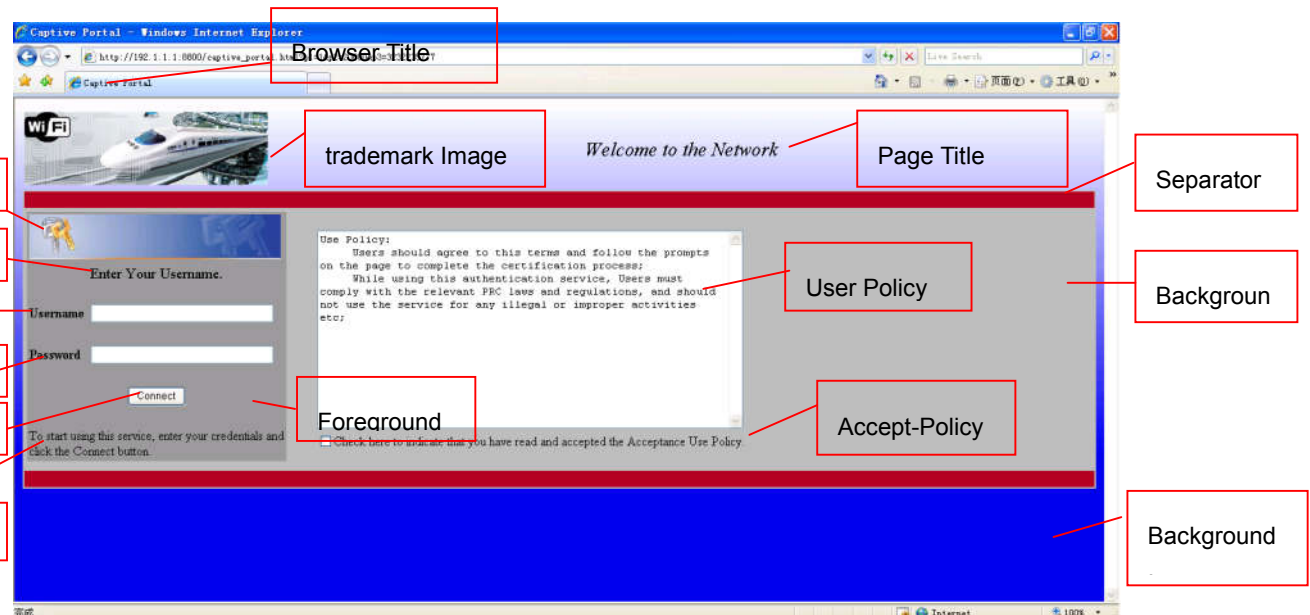 Captive Portal - Windows Internet Explorer
Browser Title
http://192.1.1.1:8800/captive_portal.
Live Search
Captive Portal
页面(P)
工具(O)
Wi Fi
trademark Image
Welcome to the Network
Page Title
Separator
Enter Your Username.
Username
Password
Connect
To start using this service, enter your credentials and
click the Connect button.
Use Policy:
Users should agree to this terms and follow the prompts
on the page to complete the certification process;
While using this authentication service, Users must
comply with the relevant PRC laws and regulations, and should
not use the service for any illegal or improper activities
etc;
User Policy
Backgroun
Foreground
Check here to indicate that you have read and accepted the Acceptance Use Policy.
Accept-Policy
Background
完成
Internet
100%